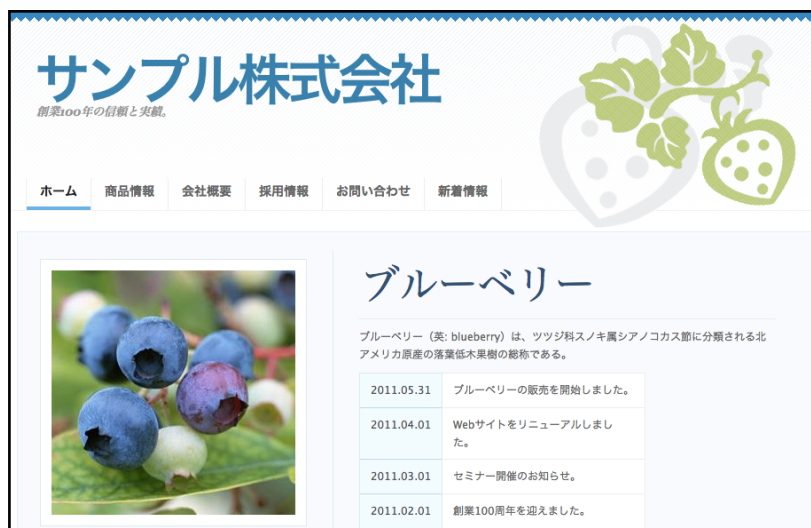 サンプル株式会社
創業100年の信頼と実績。
ホーム 商品情報 会社概要 採用情報 お問い合わせ 新着情報
ブルーベリー
ブルーベリー（英: blueberry）は、ツツジ科スノキ属シアノコカス節に分類される北
アメリカ原産の落葉低木果樹の総称である。
2011.05.31 ブルーベリーの販売を開始しました。
2011.04.01 Webサイトをリニューアルしまし
た。
2011.03.01 セミナー開催のお知らせ。
2011.02.01 創業100周年を迎えました。